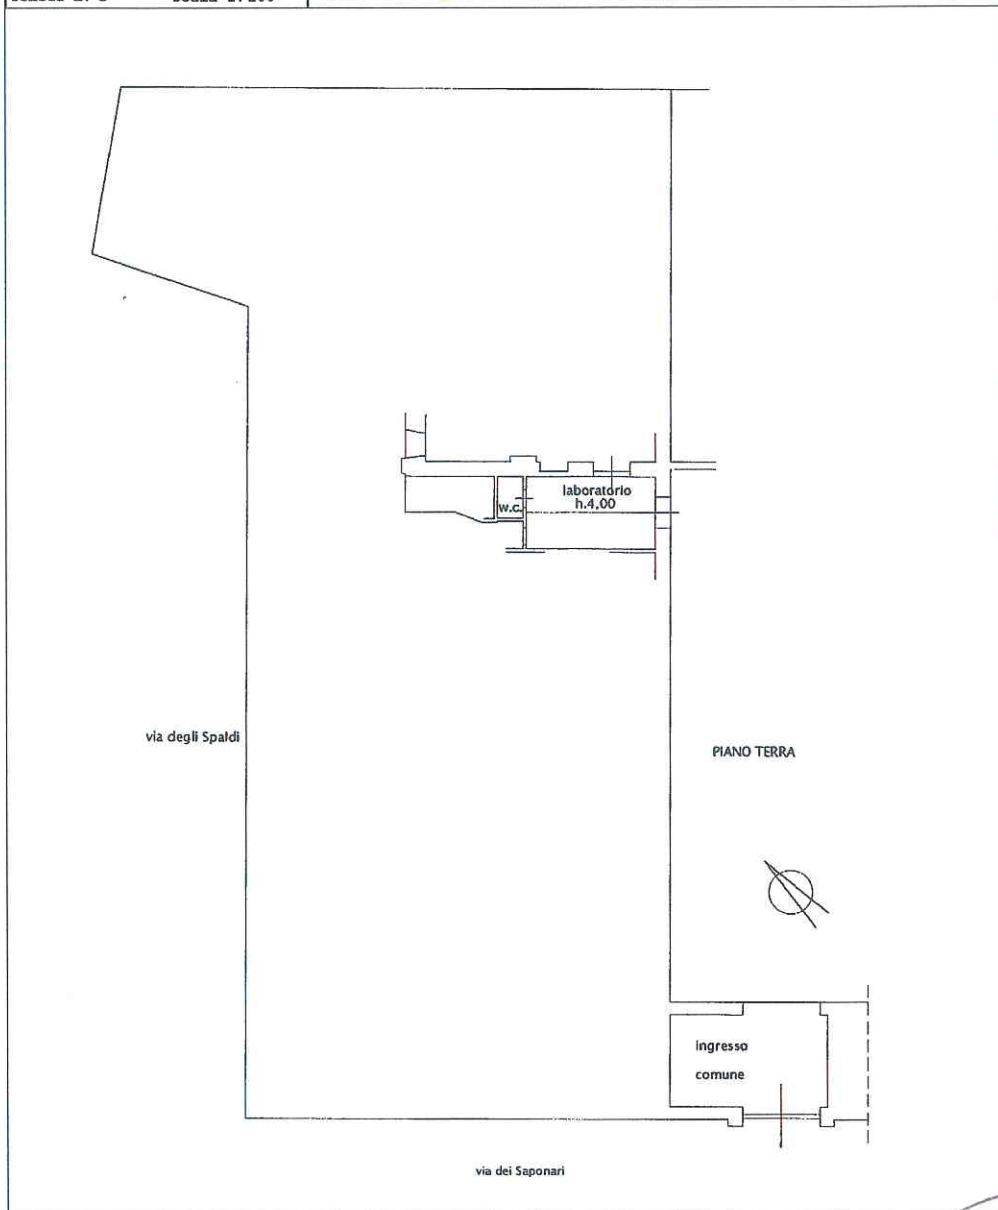 laboratorio
h.4,00
w.c.
via degli Spaldi
PIANO TERRA
ingresso
comune
via dei Saponari